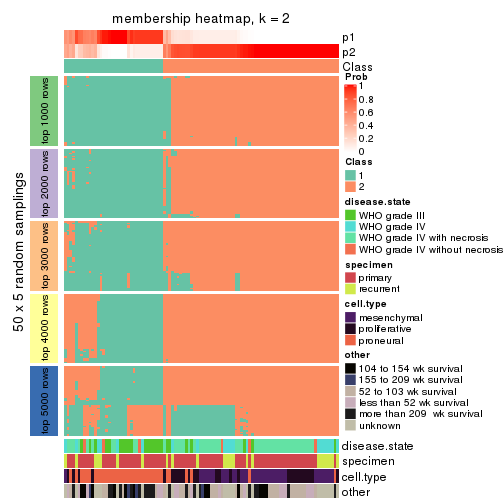 membership heatmap, k = 2
p1
p2
Class
50 x 5 random samplings
top 1000 rows
top 2000 rows
top 3000 rows
top 4000 rows
top 5000 rows
disease.state
specimen
cell.type
other
Prob
1
0.8
0.6
0.4
0.2
0
Class
1
2
disease.state
WHO grade III
WHO grade IV
WHO grade IV with necrosis
WHO grade IV without necrosis
specimen
primary
recurrent
cell.type
mesenchymal
proliferative
proneural
other
104 to 154 wk survival
155 to 209 wk survival
52 to 103 wk survival
less than 52 wk survival
more than 209  wk survival
unknown